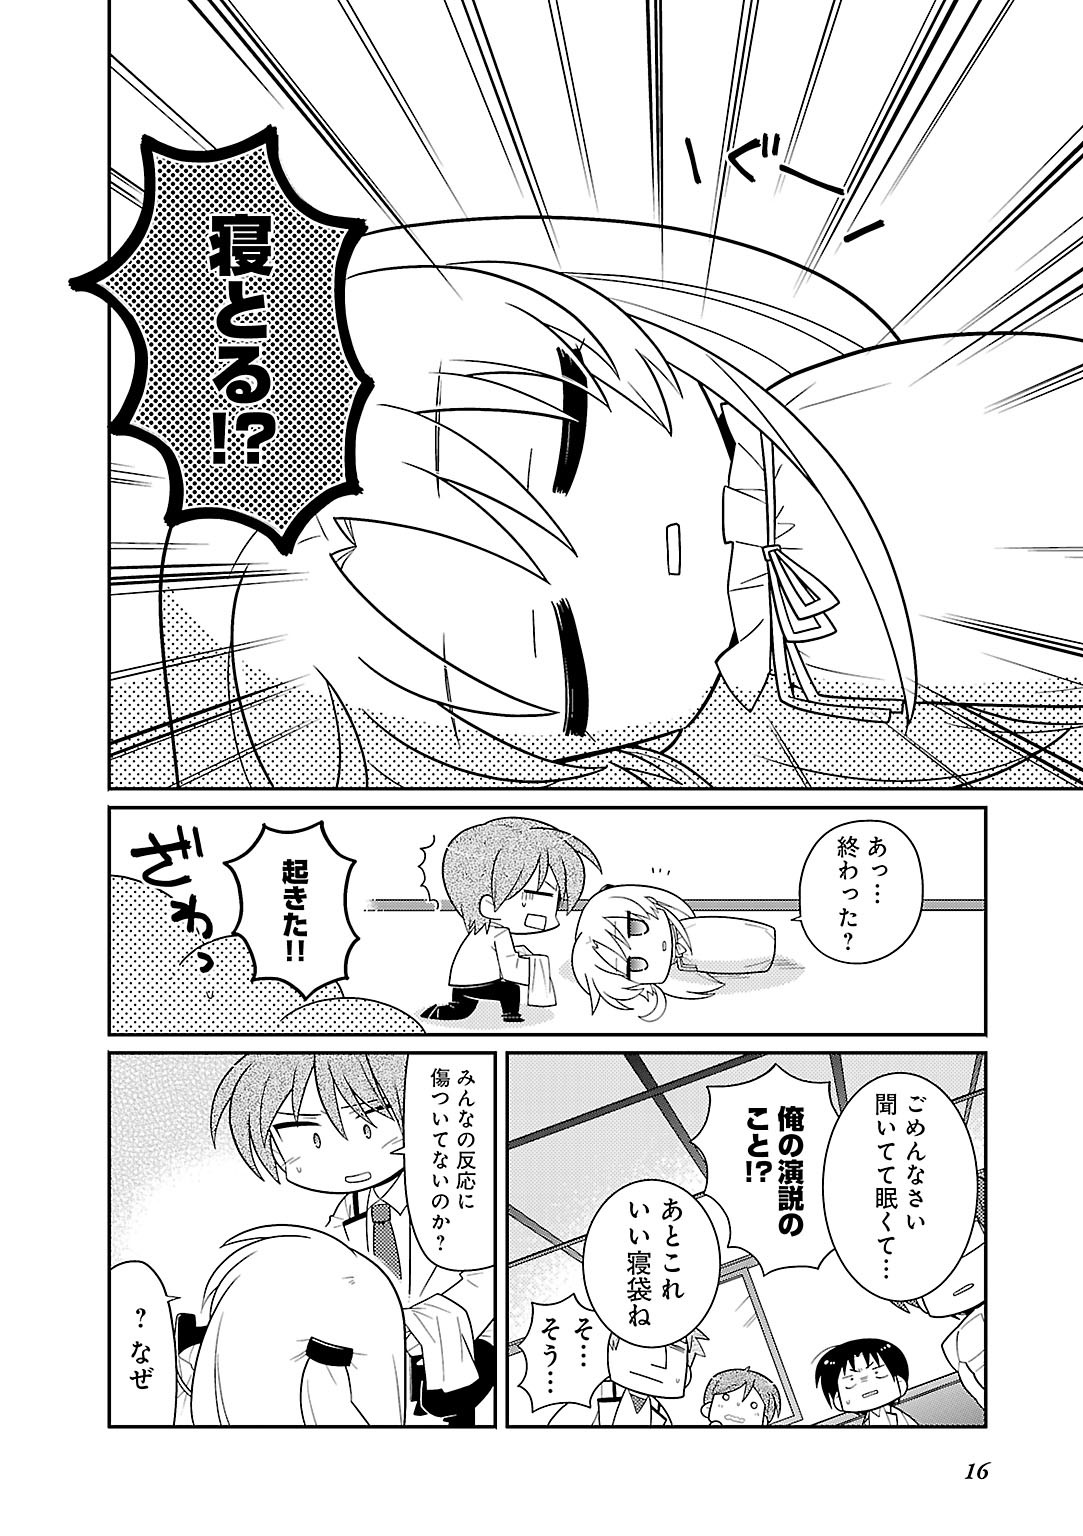 ぐー
寝とる!?
あっ…
終わった?
起きた!!
ざわっ
ごめんなさい
聞いてて眠くて…
俺の演説の
こと!?
あとこれ
いい寝袋ね
そ…
そう…
みんなの反応に
傷ついてないのか?
?なぜ
16